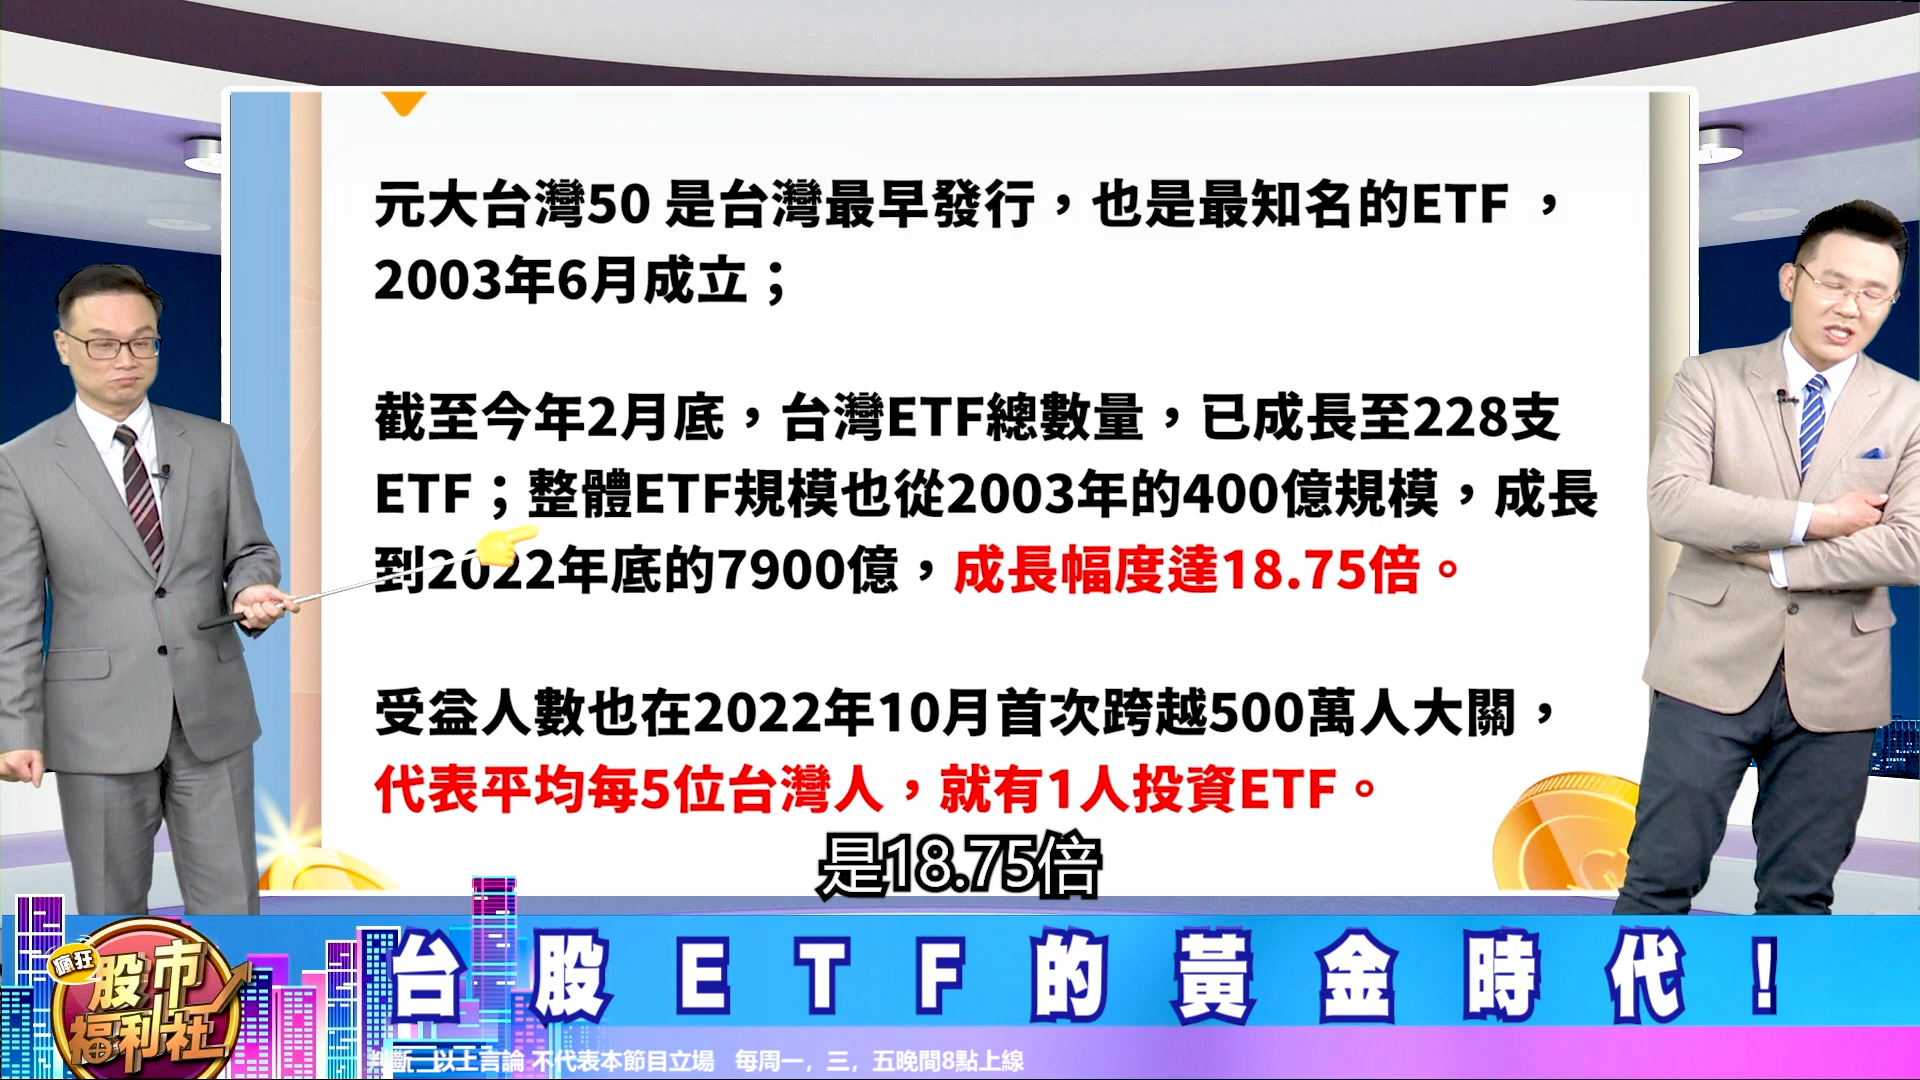 元大台灣50 是台灣最早發行，也是最知名的ETF ，
2003年6月成立；
截至今年2月底，台灣ETF總數量，已成長至228支
ETF；整體ETF規模也從2003年的400億規模，成長
到2022年底的7900億，成長幅度達18.75倍。
受益人數也在2022年10月首次跨越500萬人大關，
代表平均每5位台灣人，就有1人投資ETF。
是18.75倍
台股ETF的黃金時代！
瘋狂
股市
福利社
判斷 以上言論 不代表本節目立場 每周一，三，五晚間8點上線